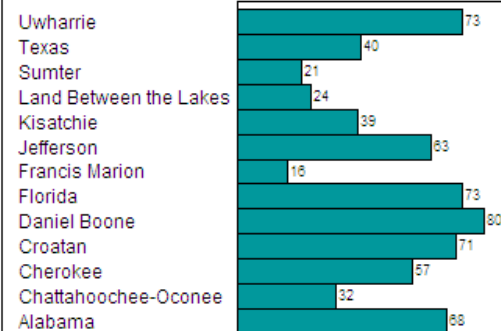 Uwharrie 73
Texas 40
Sumter 21
Land Between the Lakes 24
Kisatchie 39
Jefferson 63
Francis Marion 16
Florida 73
Daniel Boone 80
Croatan 71
Cherokee 57
Chattahoochee-Oconee 32
Alabama 68